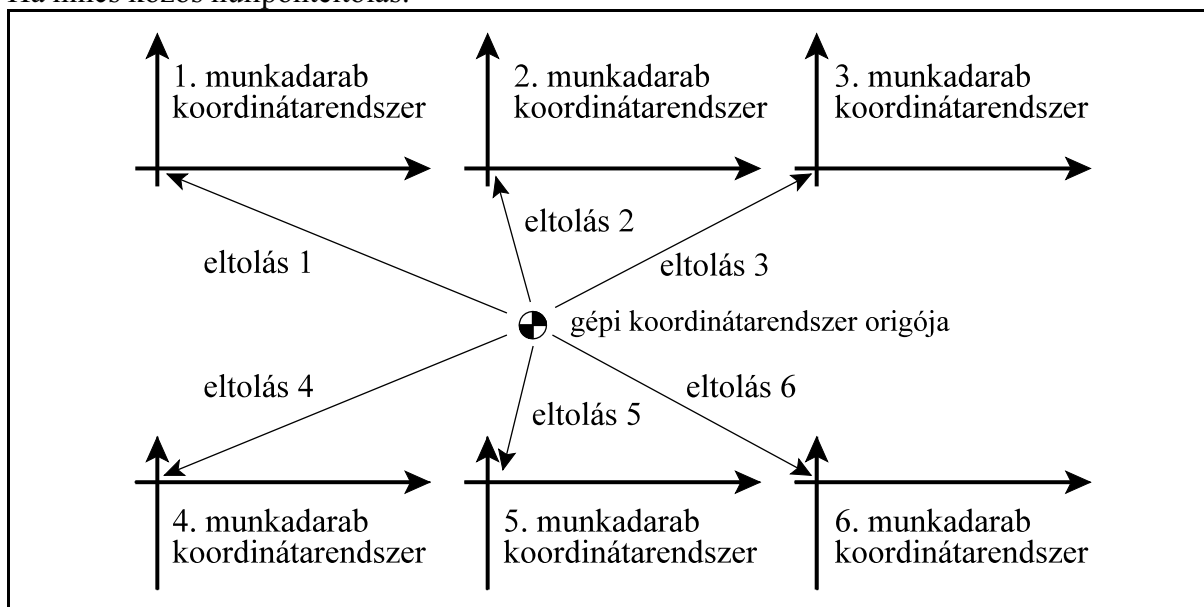 Ha nincs közös nullponteltolás:
1. munkadarab
koordinátarendszer
2. munkadarab
koordinátarendszer
3. munkadarab
koordinátarendszer
eltolás 1
eltolás 2
eltolás 3
gépi koordinátarendszer origója
eltolás 4
eltolás 5
eltolás 6
4. munkadarab
koordinátarendszer
5. munkadarab
koordinátarendszer
6. munkadarab
koordinátarendszer